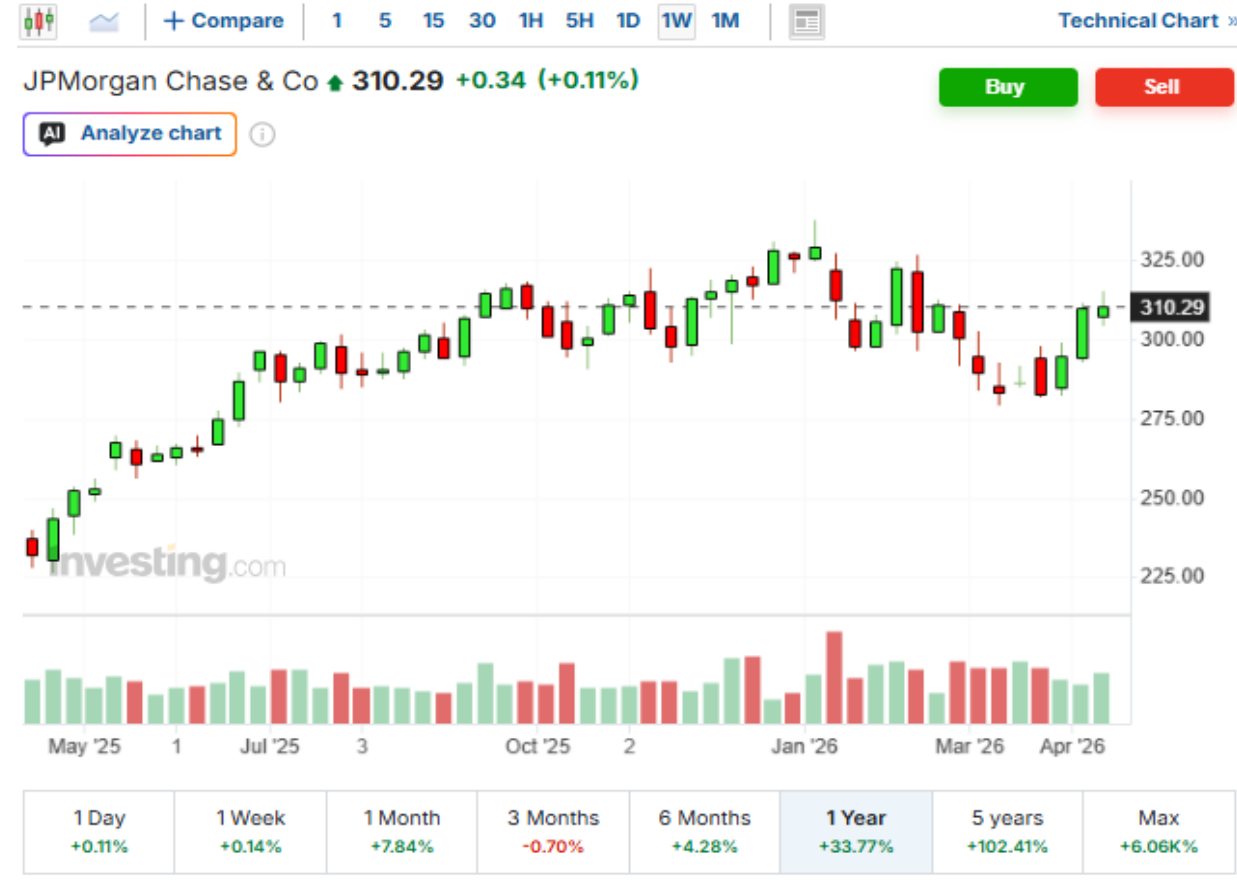 + Compare 1 5 15 30 1H 5H 1D 1W 1M Technical Chart »
JPMorgan Chase & Co 310.29 +0.34 (+0.11%) Buy Sell
AI Analyze chart i
325.00
310.29
300.00
275.00
250.00
225.00
Investing.com
May '25 1 Jul '25 3 Oct '25 2 Jan '26 Mar '26 Apr '26
1 Day 1 Week 1 Month 3 Months 6 Months 1 Year 5 years Max
+0.11% +0.14% +7.84% -0.70% +4.28% +33.77% +102.41% +6.06K%